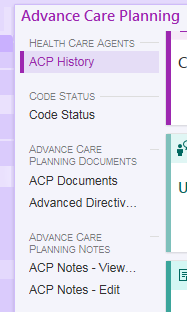 Advance Care Planning
HEALTH CARE AGENTS
ACP History
C
CODE STATUS
Code Status
ADVANCE CARE
PLANNING DOCUMENTS
ACP Documents
Advanced Directiv...
U
ADVANCE CARE
PLANNING NOTES
ACP Notes - View...
ACP Notes - Edit